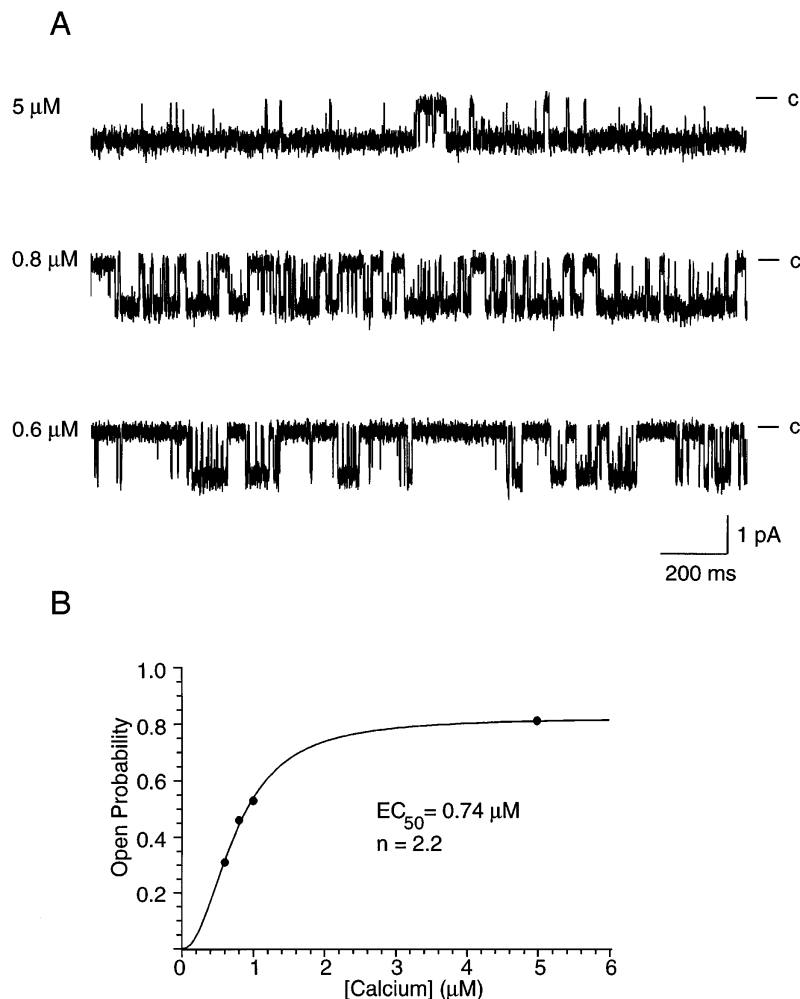 A
5 μM
c
0.8 μM
c
0.6 μM
c
1 pA
200 ms
B
1.0
0.8
0.6
0.4
0.2
Open Probability
EC50= 0.74 μM
n = 2.2
0 1 2 3 4 5 6
[Calcium] (μM)